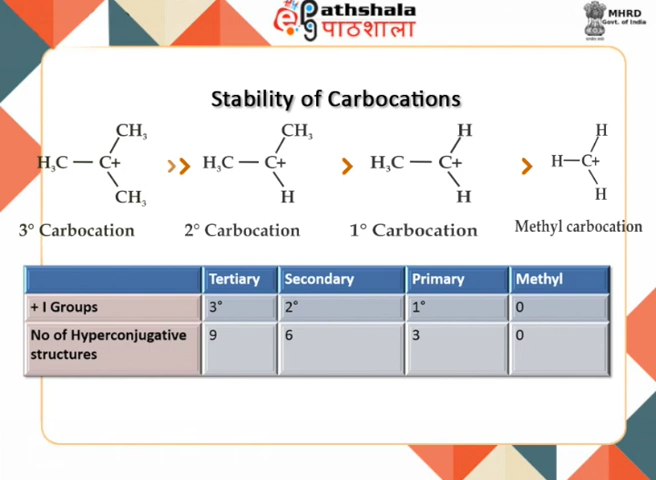 ePG Pathshala
पाठशाला
MHRD
Govt. of India
Stability of Carbocations
CH₃ CH₃ H H
H₃C — C+ >> H₃C — C+ > H₃C — C+ > H—C+
CH₃ H H H
3° Carbocation 2° Carbocation 1° Carbocation Methyl carbocation
Tertiary Secondary Primary Methyl
+ I Groups 3° 2° 1° 0
No of Hyperconjugative 9 6 3 0
structures